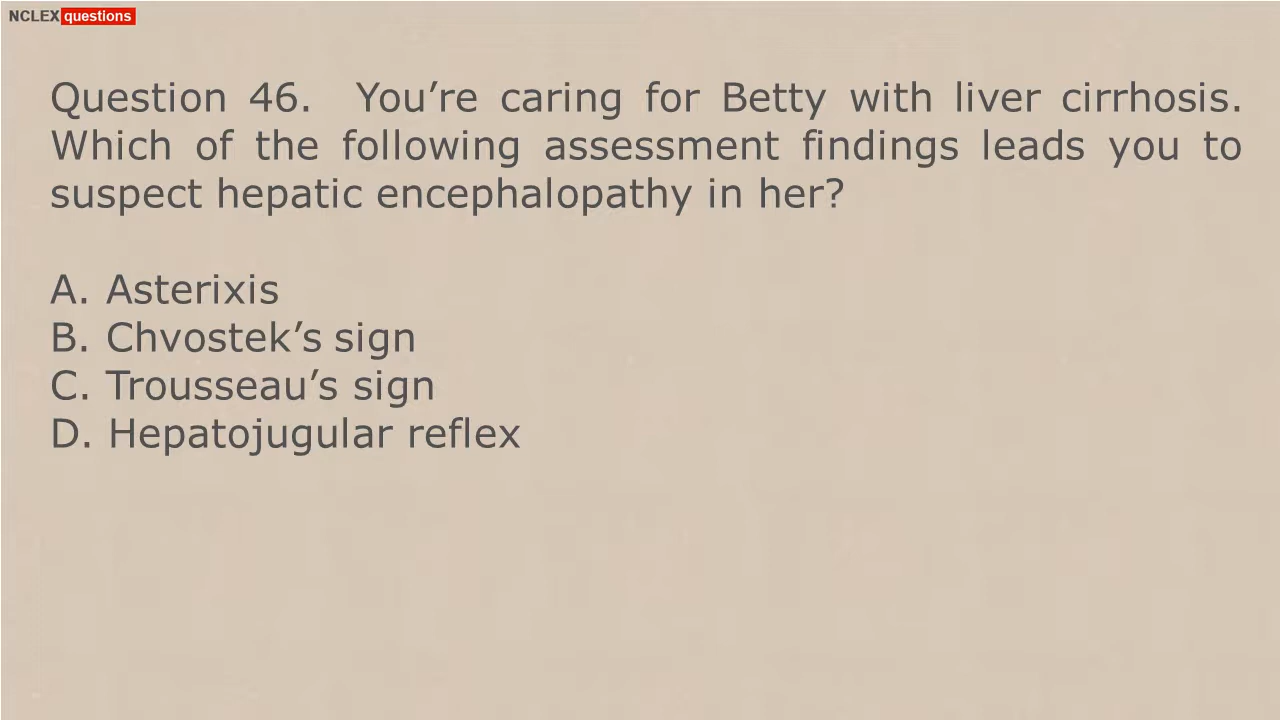 NCLEX questions
Question 46. You’re caring for Betty with liver cirrhosis.
Which of the following assessment findings leads you to
suspect hepatic encephalopathy in her?
A. Asterixis
B. Chvostek’s sign
C. Trousseau’s sign
D. Hepatojugular reflex